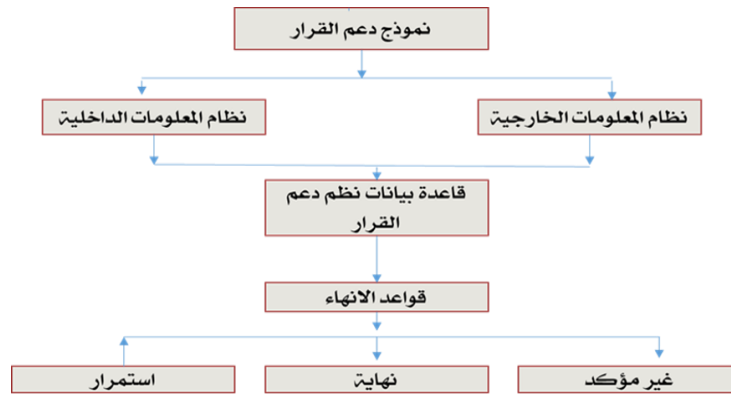 نموذج دعم القرار
نظام المعلومات الخارجية
نظام المعلومات الداخلية
قاعدة بيانات نظم دعم
القرار
قواعد الانهاء
غير مؤكد
نهاية
استمرار